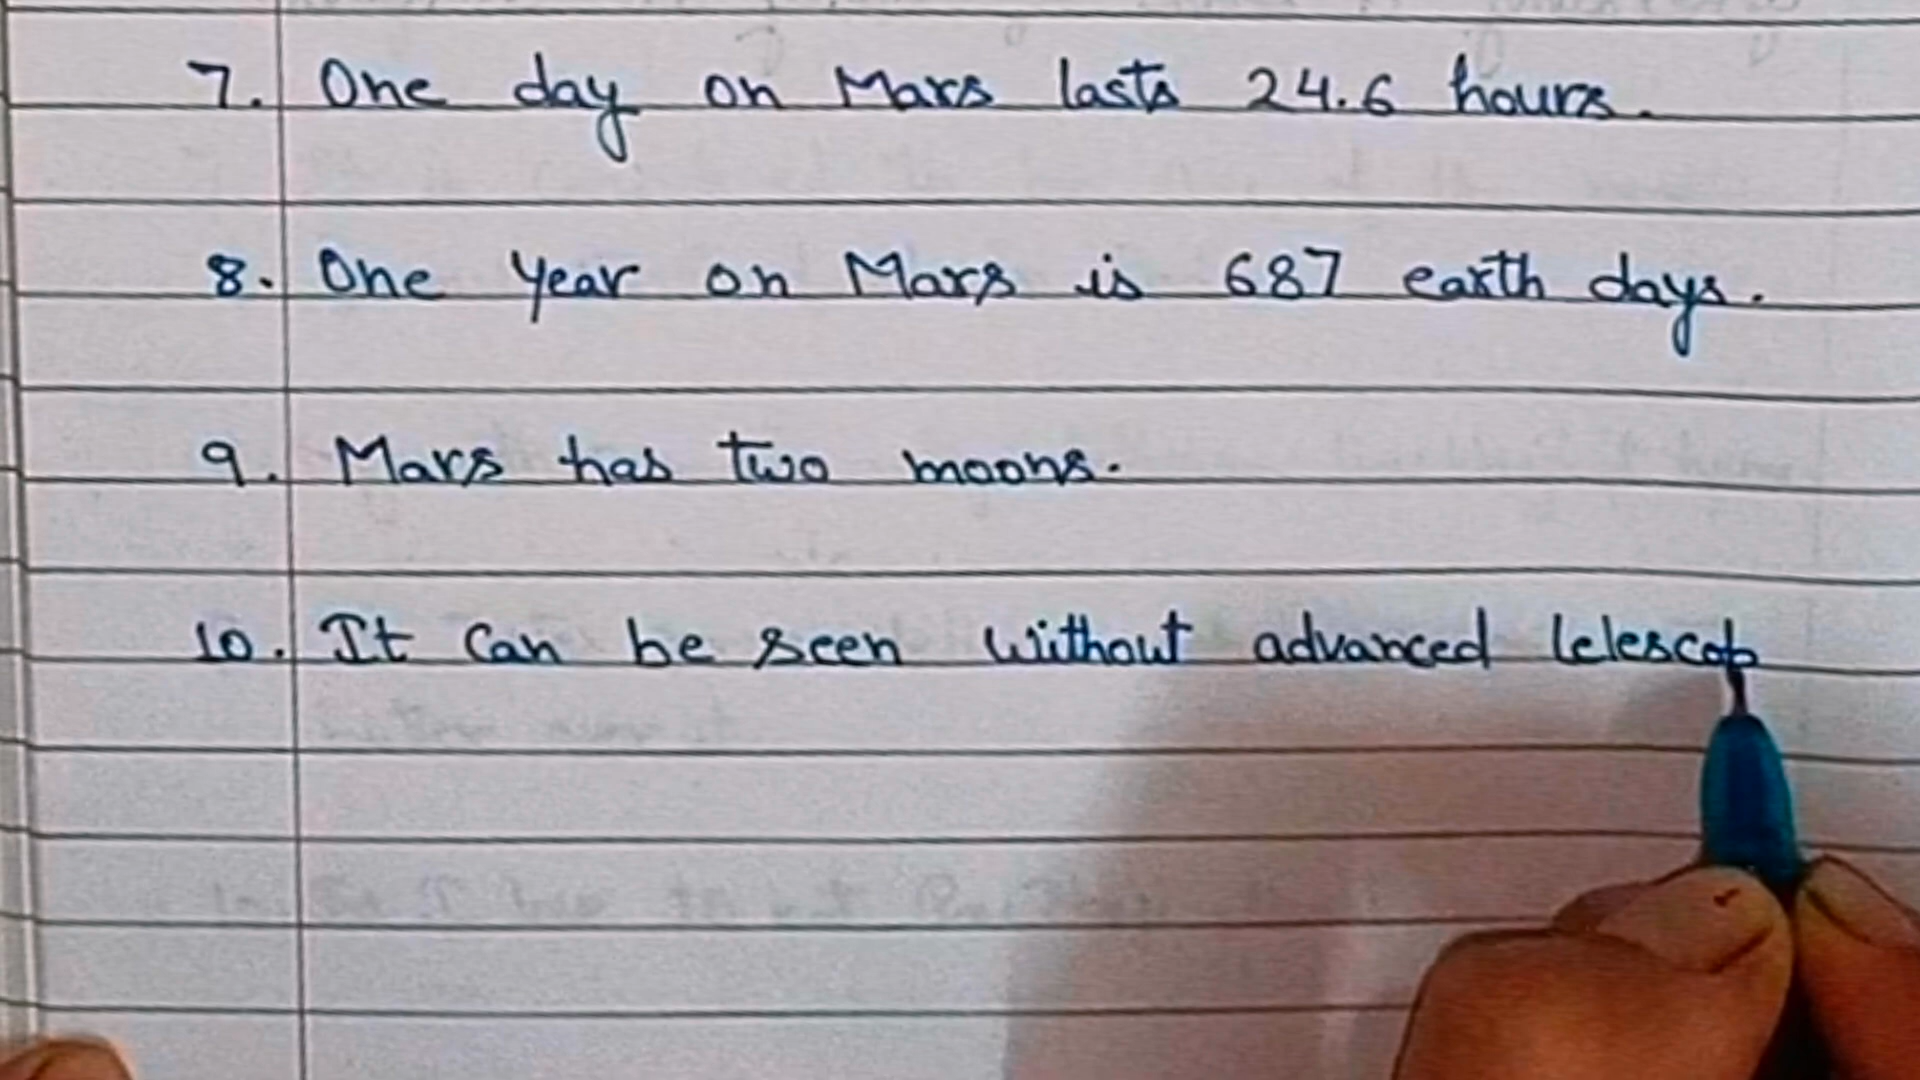 7. One day on Mars lasts 24.6 hours.
8. One year on Mars is 687 earth days.
9. Mars has two moons.
10. It can be seen without advanced lelescop